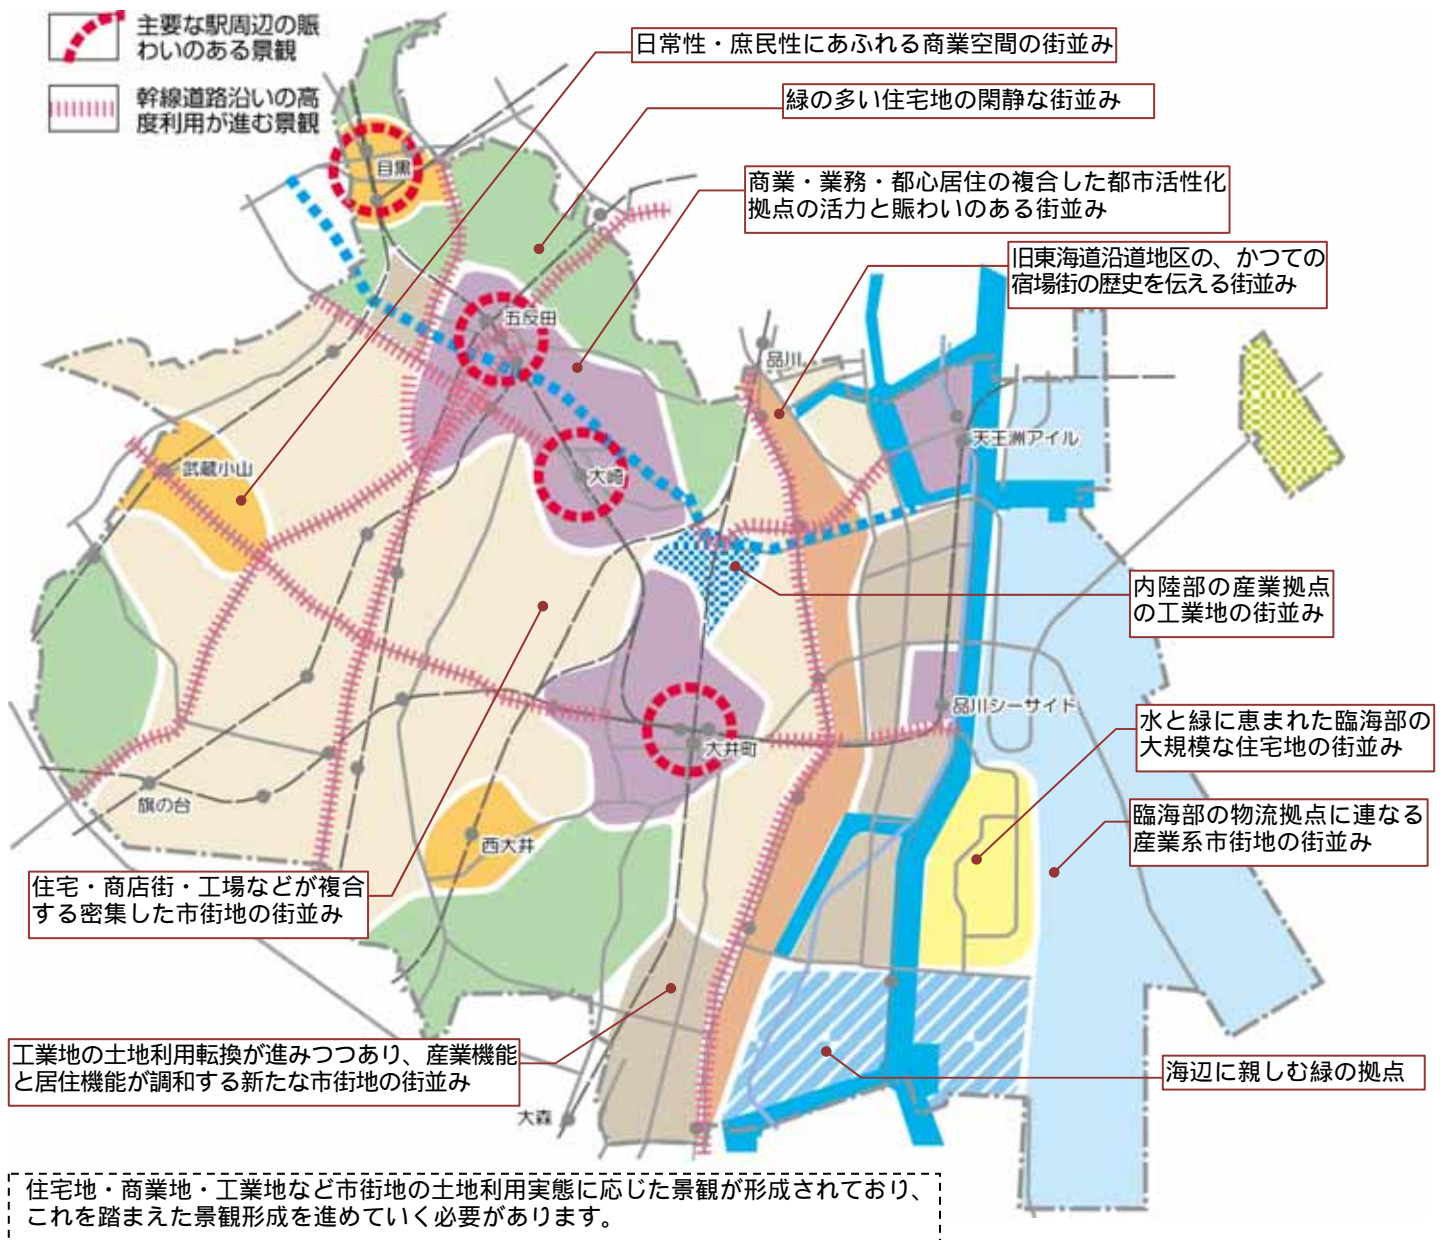 主要な駅周辺の賑
わいのある景観
幹線道路沿いの高
度利用が進む景観
日常性・庶民性にあふれる商業空間の街並み
緑の多い住宅地の閑静な街並み
商業・業務・都心居住の複合した都市活性化
拠点の活力と賑わいのある街並み
旧東海道沿道地区の、かつての
宿場街の歴史を伝える街並み
目黒
五反田
品川
大崎
天王洲アイル
武蔵小山
内陸部の産業拠点
の工業地の街並み
品川シーサイド
大井町
水と緑に恵まれた臨海部の
大規模な住宅地の街並み
旗の台
西大井
臨海部の物流拠点に連なる
産業系市街地の街並み
住宅・商店街・工場などが複合
する密集した市街地の街並み
工業地の土地利用転換が進みつつあり、産業機能
と居住機能が調和する新たな市街地の街並み
海辺に親しむ緑の拠点
大森
住宅地・商業地・工業地など市街地の土地利用実態に応じた景観が形成されており、
これを踏まえた景観形成を進めていく必要があります。